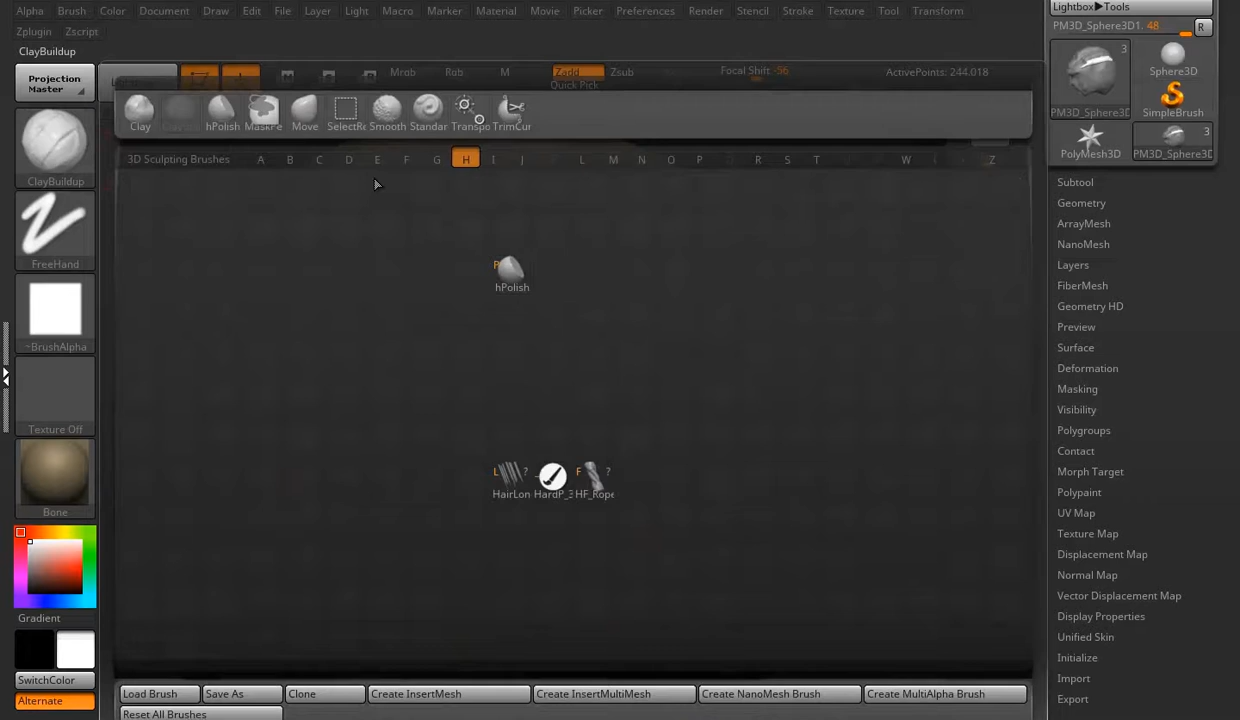 Alpha Brush Color Document Draw Edit File Layer Light Macro Marker Material Movie Picker Preferences Render Stencil Stroke Texture Tool Transform
Zplugin Zscript
Lightbox▶Tools
PM3D_Sphere3D1. 48 R
ClayBuildup
Projection Master
Mrgb Rgb M Zadd Zsub Focal Shift -56 ActivePoints: 244.018
Quick Pick
3
PM3D_Sphere3D
Sphere3D
SimpleBrush
PolyMesh3D
3
PM3D_Sphere3D
Clay hPolish Move SelectRe Smooth Standar Transpo TrimCur
3D Sculpting Brushes A B C D E F G H I J L M N O P R S T W Z
ClayBuildup
FreeHand
~BrushAlpha
Texture Off
Bone
Gradient
SwitchColor
Alternate
P
hPolish
L ? F ?
HairLon HardP_3 HF_Rope
Subtool
Geometry
ArrayMesh
NanoMesh
Layers
FiberMesh
Geometry HD
Preview
Surface
Deformation
Masking
Visibility
Polygroups
Contact
Morph Target
Polypaint
UV Map
Texture Map
Displacement Map
Normal Map
Vector Displacement Map
Display Properties
Unified Skin
Initialize
Import
Export
Load Brush Save As Clone Create InsertMesh Create InsertMultiMesh Create NanoMesh Brush Create MultiAlpha Brush
Reset All Brushes